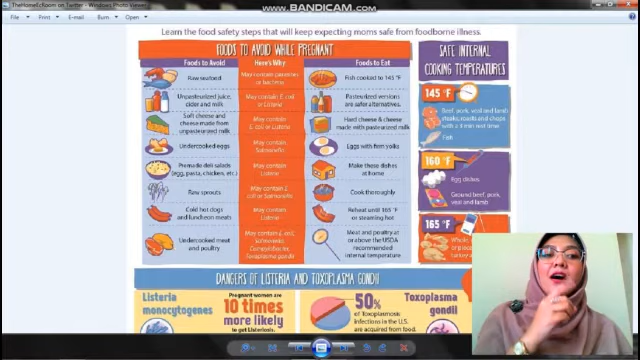 TheHomeEcRoom on Twitter - Windows Photo Viewer
WWW.BANDICAM.COM
File
Print
E-mail
Burn
Open
Learn the food safety steps that will keep expecting moms safe from foodborne illness.
FOODS TO AVOID WHILE PREGNANT
Foods to Avoid
Here's Why
Foods to Eat
Raw seafood
May contain parasites
or bacteria
Fish cooked to 145 °F
Unpasteurized juice,
cider and milk
May contain E. coli
or Listeria
Pasteurized versions
are safer alternatives.
Soft cheese and
cheese made from
unpasteurized milk
May contain
E. coli or Listeria
Hard cheese & cheese
made with pasteurized milk
Undercooked eggs
May contain
Salmonella
Eggs with firm yolks
Premade deli salads
(egg, pasta, chicken, etc.)
May contain
Listeria
Make these dishes
at home
Raw sprouts
May contain E.
coli or Salmonella
Cook thoroughly
Cold hot dogs
and luncheon meats
May contain
Listeria
Reheat until 165 °F
or steaming hot
Undercooked meat
and poultry
May contain E. coli,
Salmonella,
Campylobacter,
Toxoplasma gondii
Meat and poultry at
or above the USDA
recommended
internal temperature
SAFE INTERNAL
COOKING TEMPERATURES
145 °F
Beef, pork, veal and lamb
steaks, roasts and chops
with a 3 min rest time
Fish
160 °F
Egg dishes
Ground beef, pork,
veal and lamb
165 °F
DANGERS OF LISTERIA AND TOXOPLASMA GONDII
Listeria
monocytogenes
Pregnant women are
10 times
more likely
to get Listeriosis.
50%
of Toxoplasmosis
infections in the U.S.
are acquired from food.
Toxoplasma
gondii